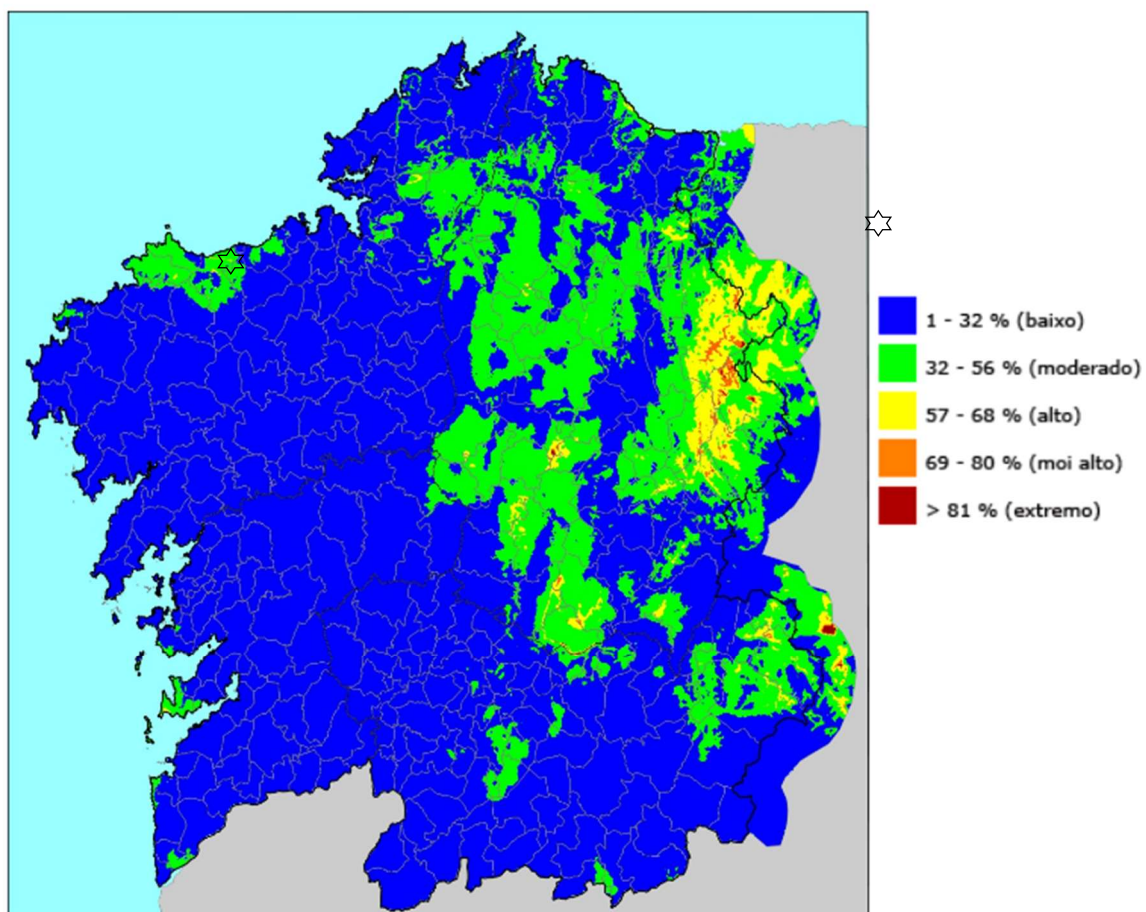 1 - 32 % (baixo)
32 - 56 % (moderado)
57 - 68 % (alto)
69 - 80 % (moi alto)
> 81 % (extremo)